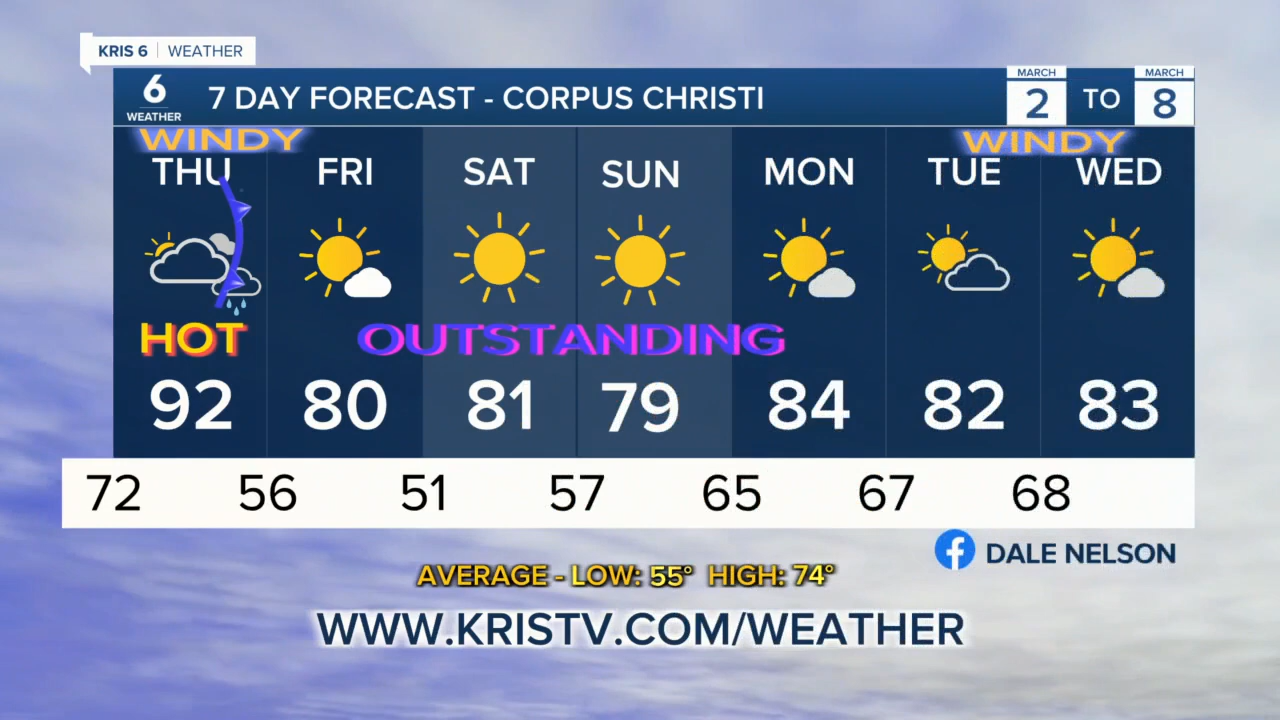 KRIS 6 | WEATHER
6
WEATHER
7 DAY FORECAST - CORPUS CHRISTI
MARCH
2
TO
MARCH
8
WINDY
WINDY
THU FRI SAT SUN MON TUE WED
HOT
OUTSTANDING
92 80 81 79 84 82 83
72 56 51 57 65 67 68
DALE NELSON
AVERAGE - LOW: 55° HIGH: 74°
WWW.KRISTV.COM/WEATHER